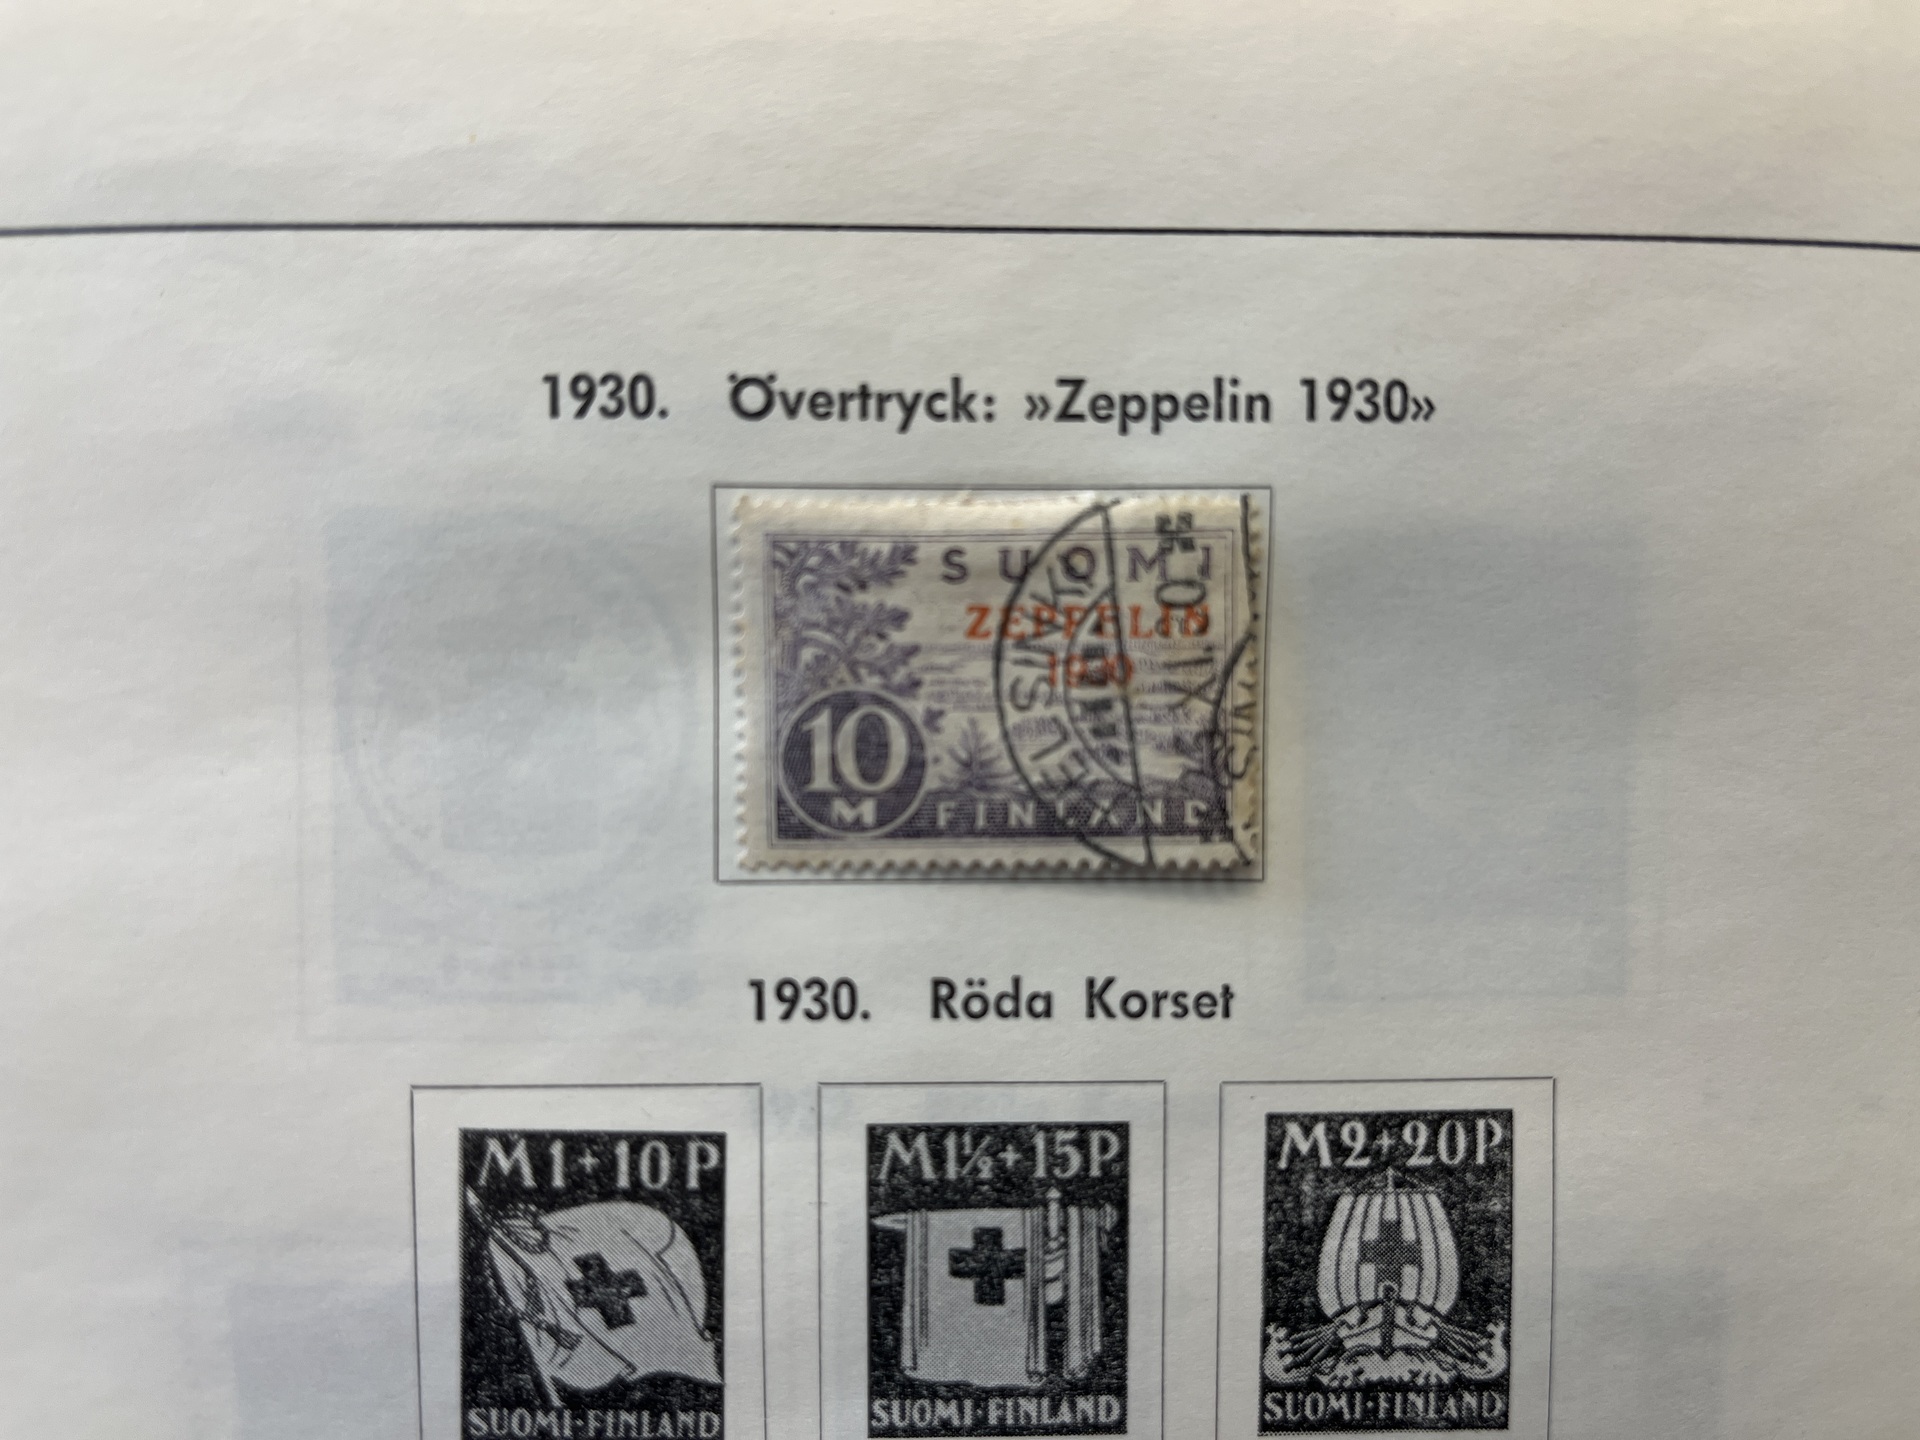 1930. Övertryck: »Zeppelin 1930»
SUOMI
ZEPPELIN
1930
HELSINKI
10
M
FINLAND
1930. Röda Korset
M1+10P
SUOMI·FINLAND
M1½+15P.
SUOMI·FINLAND
M2+20P
SUOMI·FINLAND